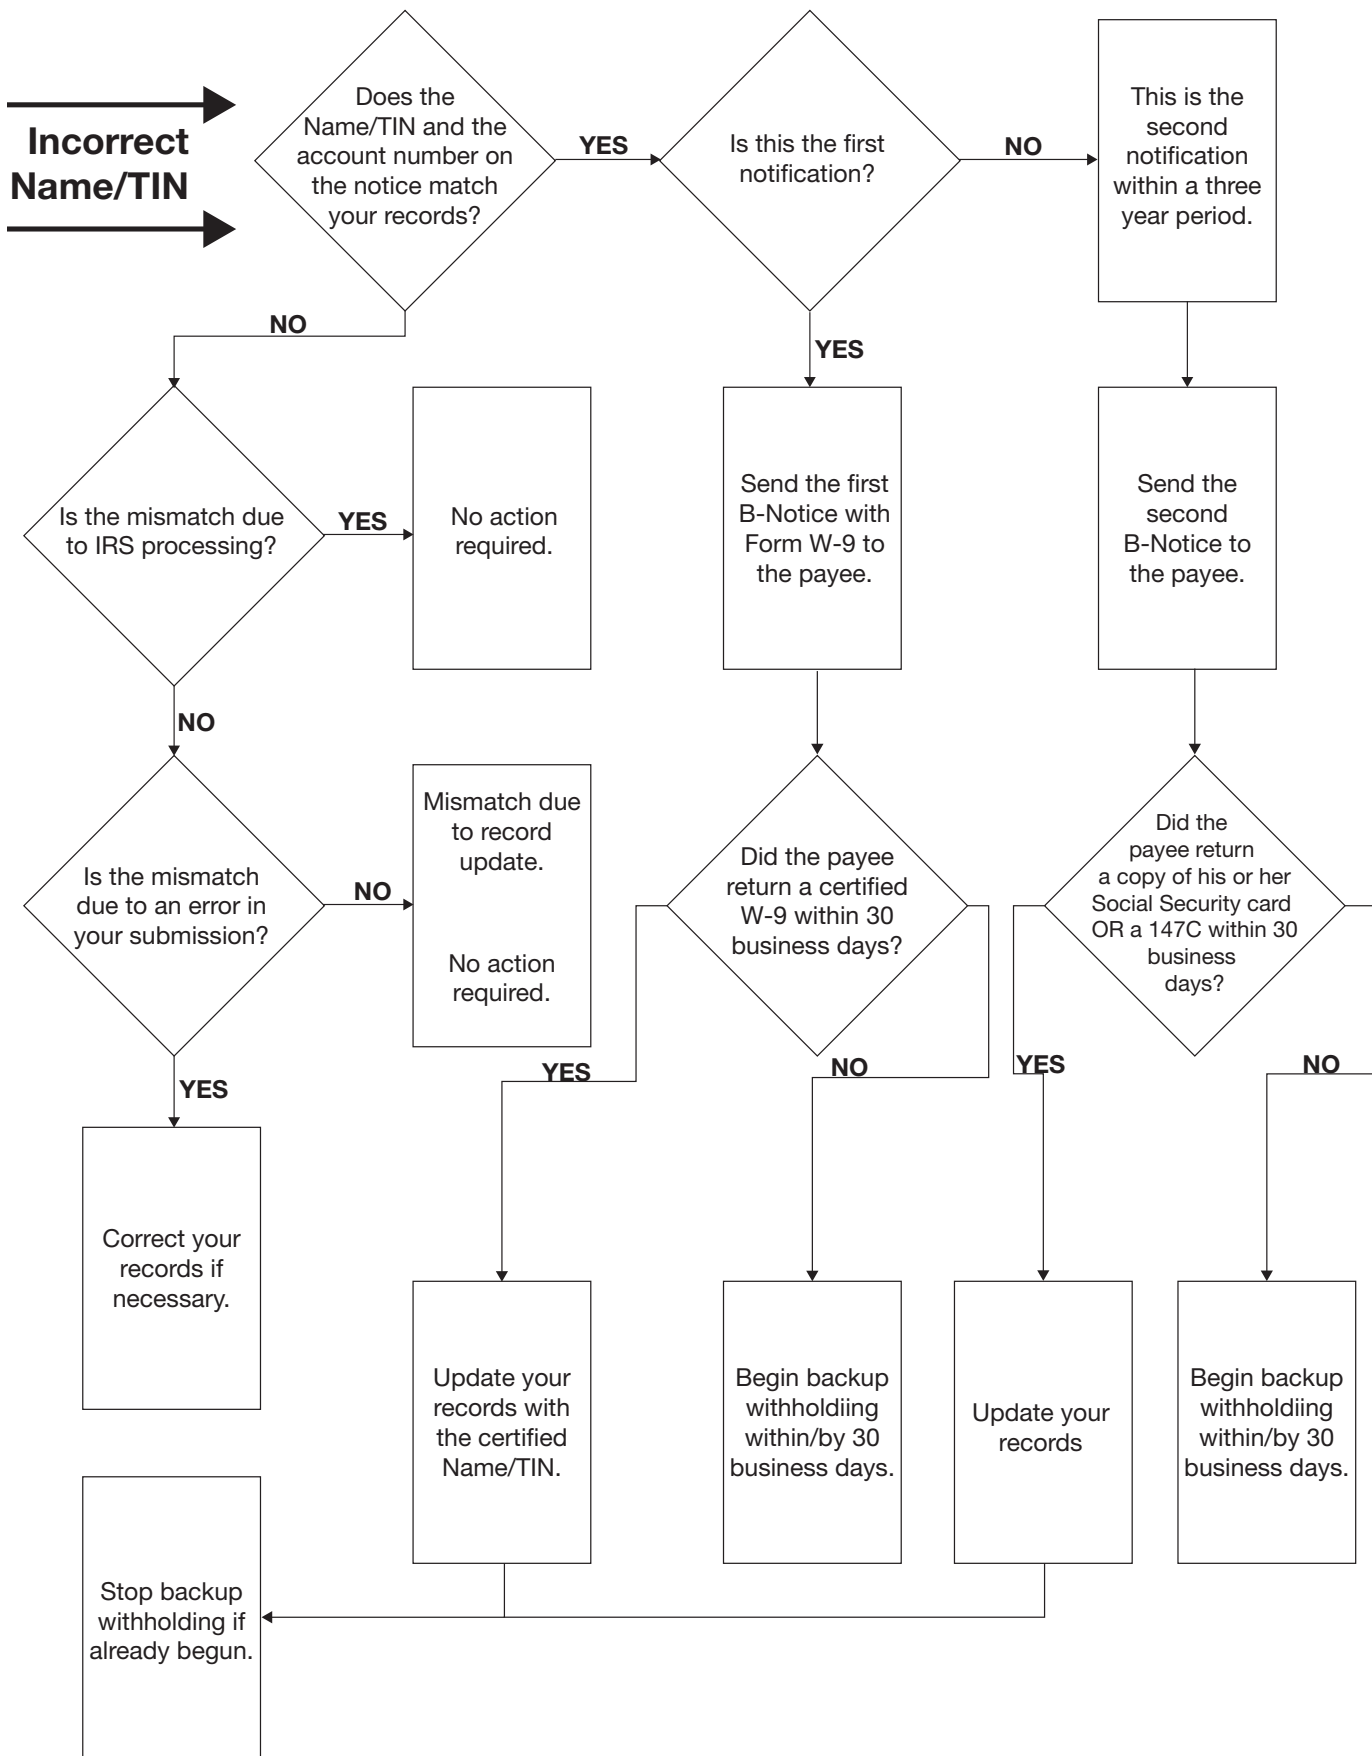 Incorrect
Name/TIN
Does the
Name/TIN and the
account number on
the notice match
your records?
YES
Is this the first
notification?
NO
This is the
second
notification
within a three
year period.
NO
YES
Is the mismatch due
to IRS processing?
YES
No action
required.
Send the first
B-Notice with
Form W-9 to
the payee.
Send the
second
B-Notice to
the payee.
NO
Is the mismatch
due to an error in
your submission?
NO
Mismatch due
to record
update.
No action
required.
Did the payee
return a certified
W-9 within 30
business days?
Did the
payee return
a copy of his or her
Social Security card
OR a 147C within 30
business
days?
YES
YES
NO
YES
NO
Correct your
records if
necessary.
Update your
records with
the certified
Name/TIN.
Begin backup
withholdiing
within/by 30
business days.
Update your
records
Begin backup
withholdiing
within/by 30
business days.
Stop backup
withholding if
already begun.